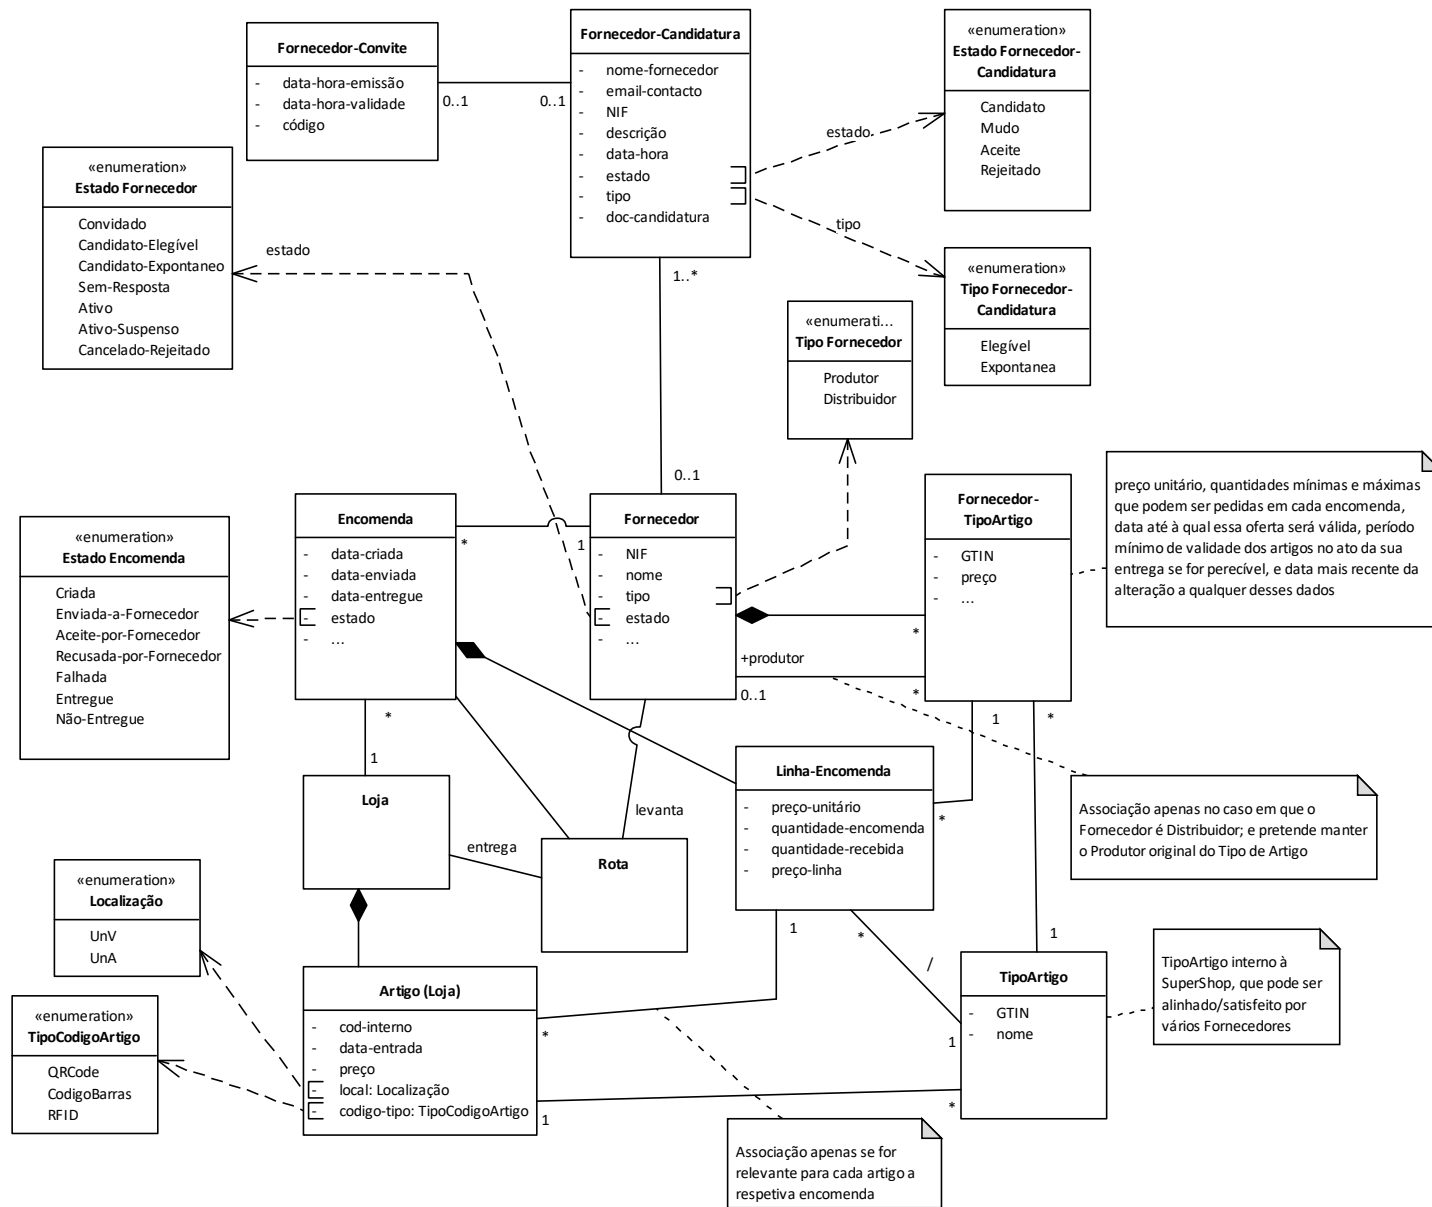 Fornecedor-Convite
- data-hora-emissão
- data-hora-validade
- código
0..1
0..1
Fornecedor-Candidatura
- nome-fornecedor
- email-contacto
- NIF
- descrição
- data-hora
- estado
- tipo
- doc-candidatura
estado
tipo
«enumeration»
Estado Fornecedor-
Candidatura
Candidato
Mudo
Aceite
Rejeitado
«enumeration»
Tipo Fornecedor-
Candidatura
Elegível
Expontanea
«enumeration»
Estado Fornecedor
Convidado
Candidato-Elegível
Candidato-Expontaneo
Sem-Resposta
Ativo
Ativo-Suspenso
Cancelado-Rejeitado
estado
1..*
0..1
«enumerati...
Tipo Fornecedor
Produtor
Distribuidor
«enumeration»
Estado Encomenda
Criada
Enviada-a-Fornecedor
Aceite-por-Fornecedor
Recusada-por-Fornecedor
Falhada
Entregue
Não-Entregue
Encomenda
- data-criada
- data-enviada
- data-entregue
- estado
- ...
*
1
Fornecedor
- NIF
- nome
- tipo
- estado
- ...
*
+produtor
0..1
*
Fornecedor-
TipoArtigo
- GTIN
- preço
- ...
preço unitário, quantidades mínimas e máximas
que podem ser pedidas em cada encomenda,
data até à qual essa oferta será válida, período
mínimo de validade dos artigos no ato da sua
entrega se for perecível, e data mais recente da
alteração a qualquer desses dados
*
1
1
*
*
Loja
levanta
entrega
Rota
Linha-Encomenda
- preço-unitário
- quantidade-encomenda
- quantidade-recebida
- preço-linha
Associação apenas no caso em que o
Fornecedor é Distribuidor; e pretende manter
o Produtor original do Tipo de Artigo
1
*
/
1
1
«enumeration»
Localização
UnV
UnA
«enumeration»
TipoCodigoArtigo
QRCode
CodigoBarras
RFID
Artigo (Loja)
- cod-interno
- data-entrada
- preço
- local: Localização
- codigo-tipo: TipoCodigoArtigo
*
1
*
TipoArtigo
- GTIN
- nome
TipoArtigo interno à
SuperShop, que pode ser
alinhado/satisfeito por
vários Fornecedores
Associação apenas se for
relevante para cada artigo a
respetiva encomenda